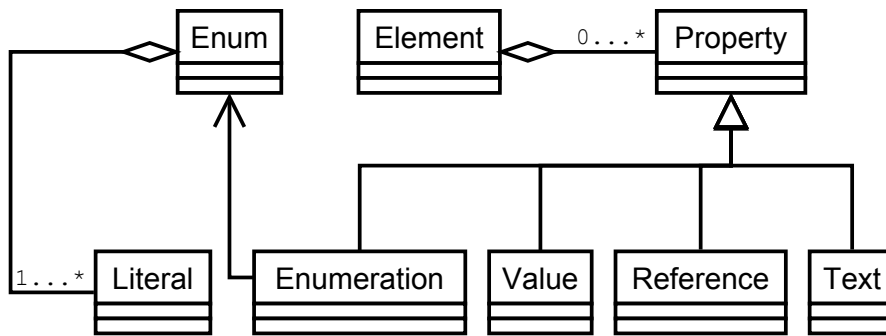 Enum
Element
0...*
Property
1...*
Literal
Enumeration
Value
Reference
Text